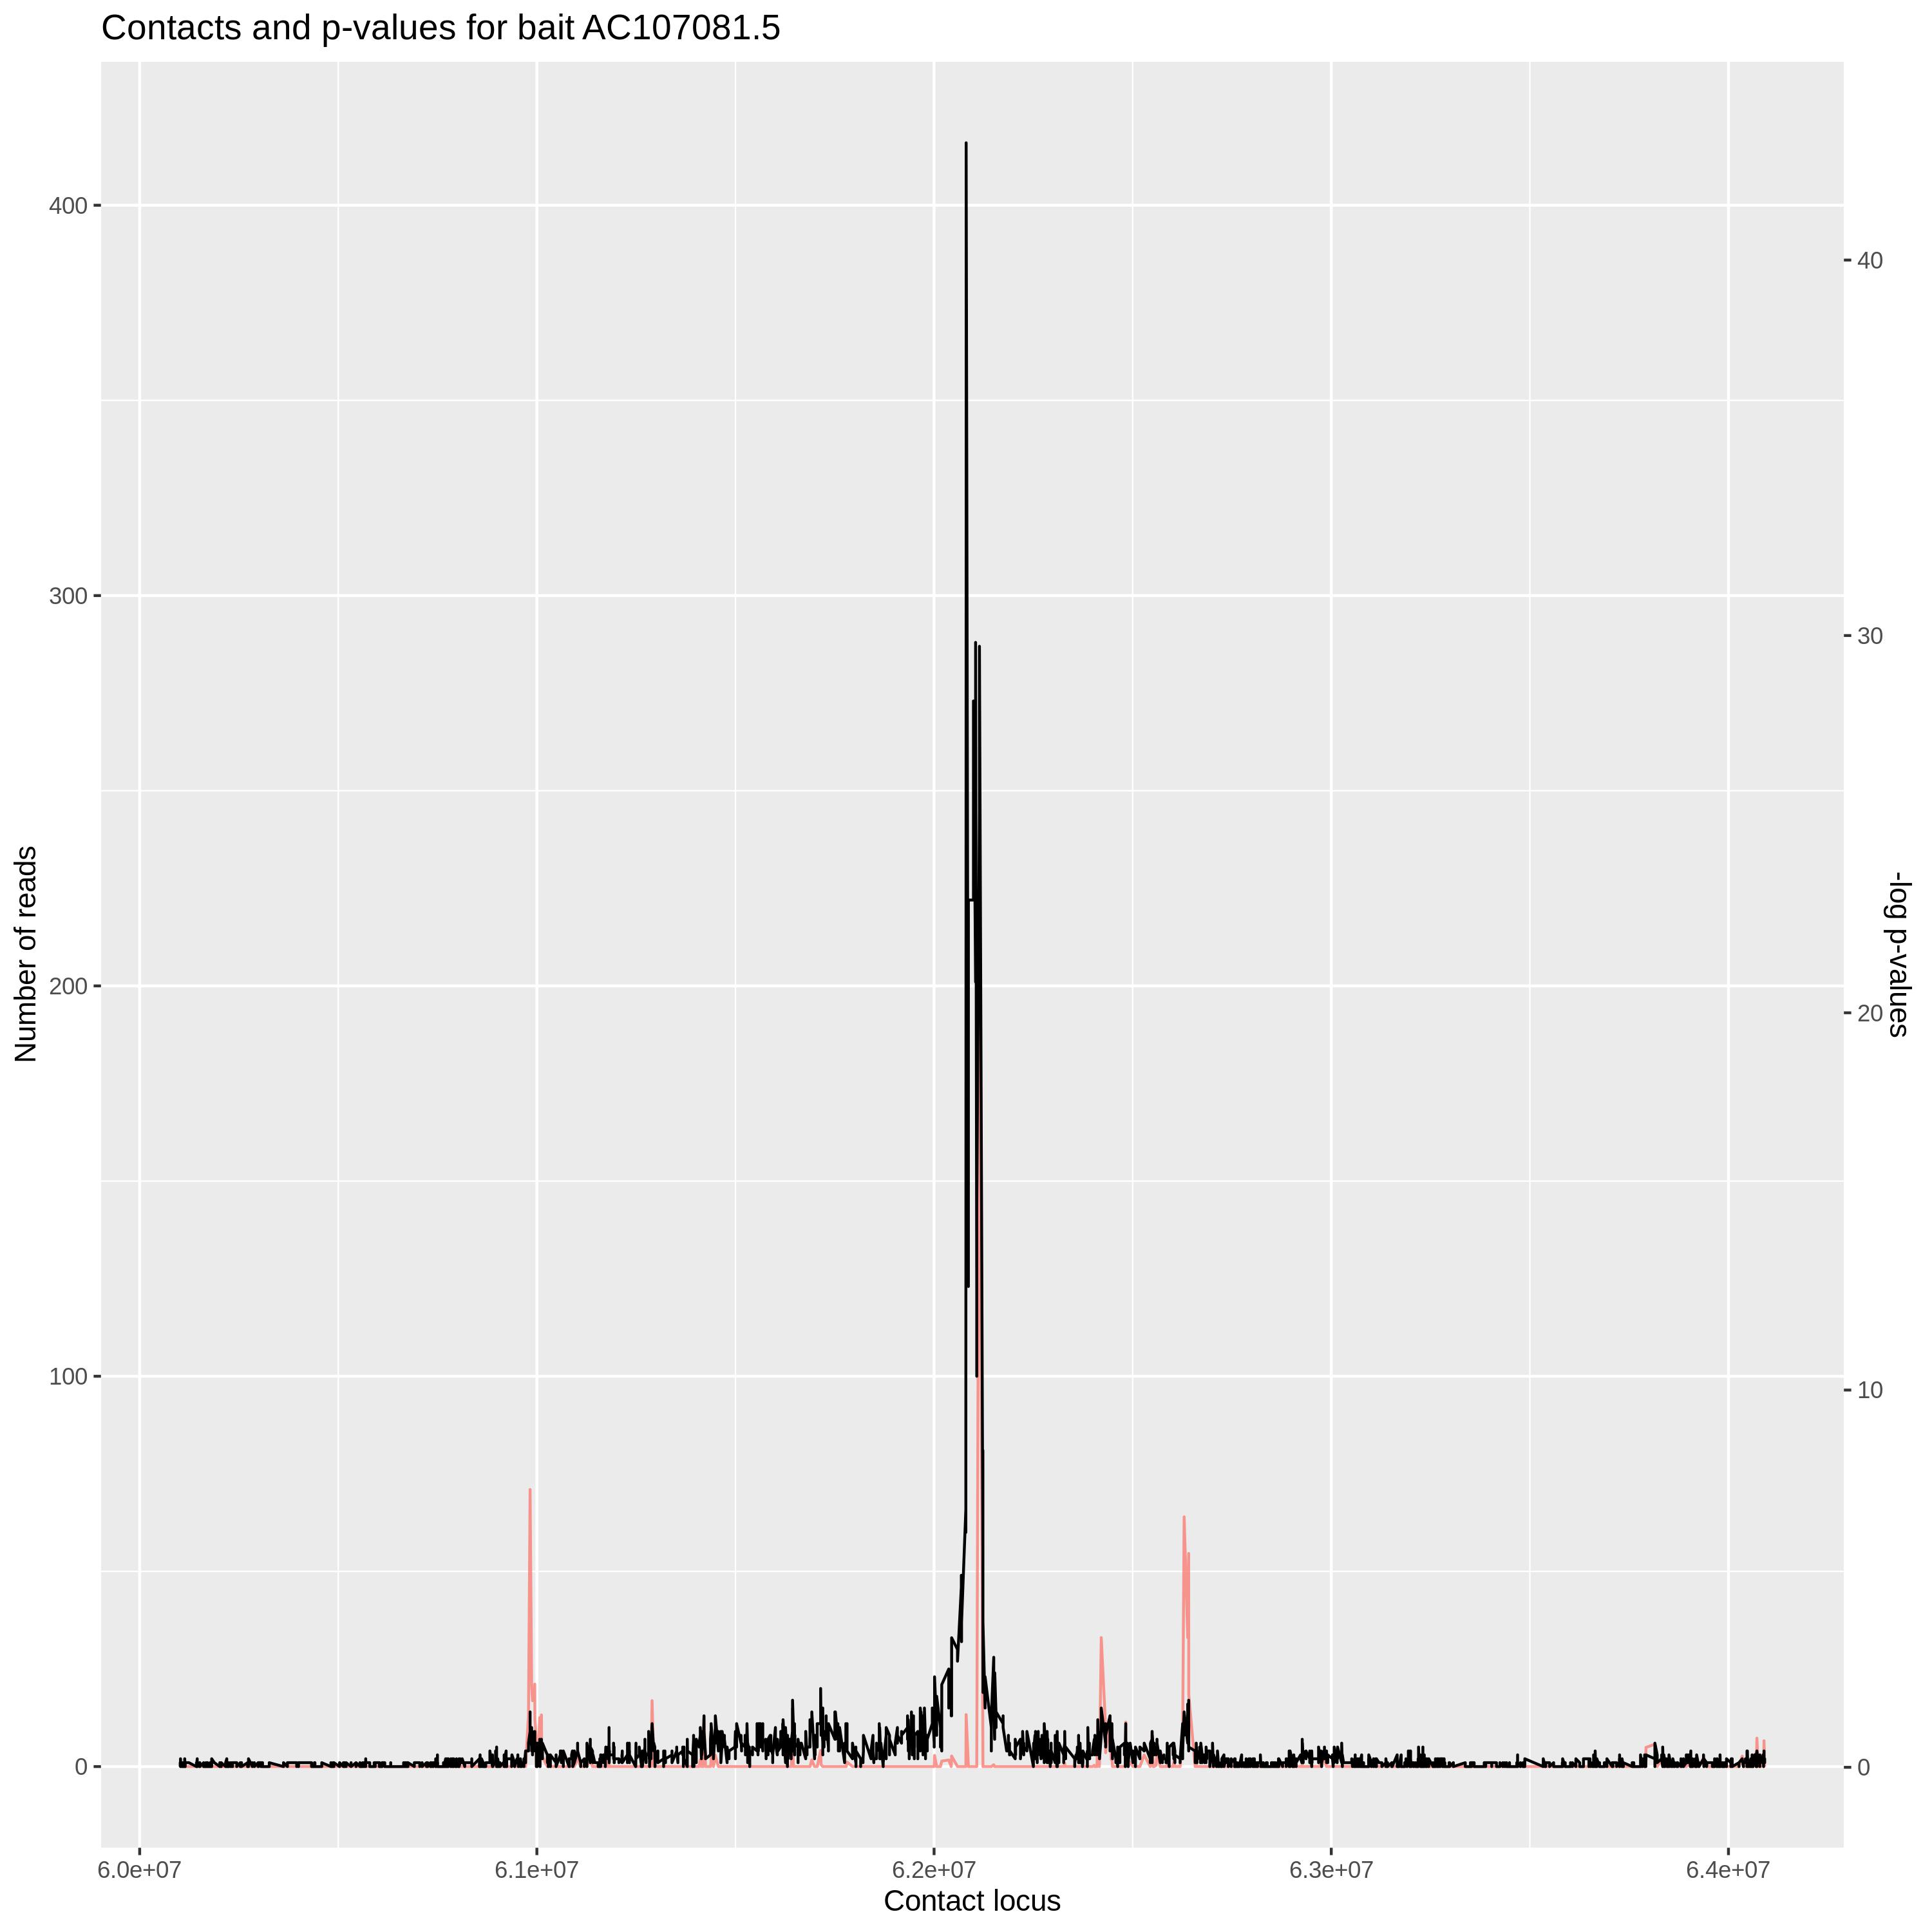 Contacts and p-values for bait AC107081.5
400
300
200
100
0
Number of reads
40
30
20
10
0
-log p-values
6.0e+07 6.1e+07 6.2e+07 6.3e+07 6.4e+07
Contact locus